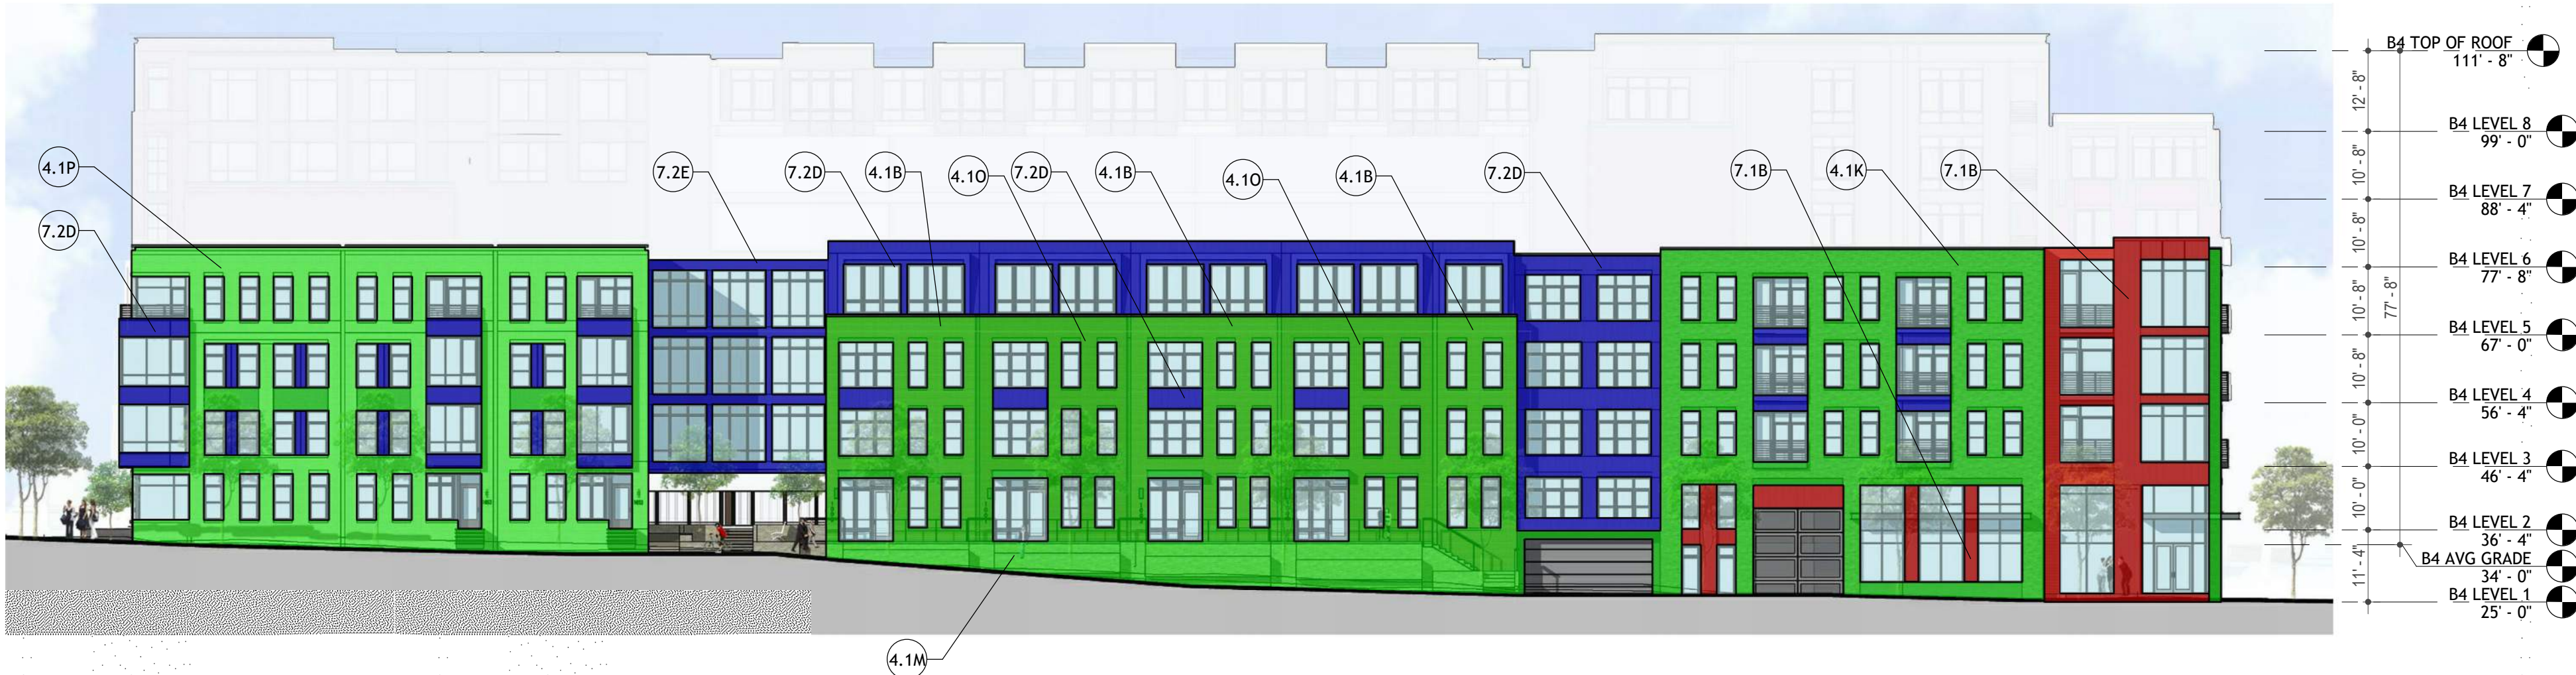 4.1P
7.2D
7.2E
7.2D
4.1B
4.1O
7.2D
4.1B
4.1O
4.1B
7.2D
7.1B
4.1K
7.1B
4.1M
B4 TOP OF ROOF
111' - 8"
12' - 8"
B4 LEVEL 8
99' - 0"
10' - 8"
B4 LEVEL 7
88' - 4"
10' - 8"
B4 LEVEL 6
77' - 8"
10' - 8"
77' - 8"
B4 LEVEL 5
67' - 0"
10' - 8"
B4 LEVEL 4
56' - 4"
10' - 0"
B4 LEVEL 3
46' - 4"
10' - 0"
B4 LEVEL 2
36' - 4"
B4 AVG GRADE
34' - 0"
11' - 4"
B4 LEVEL 1
25' - 0"